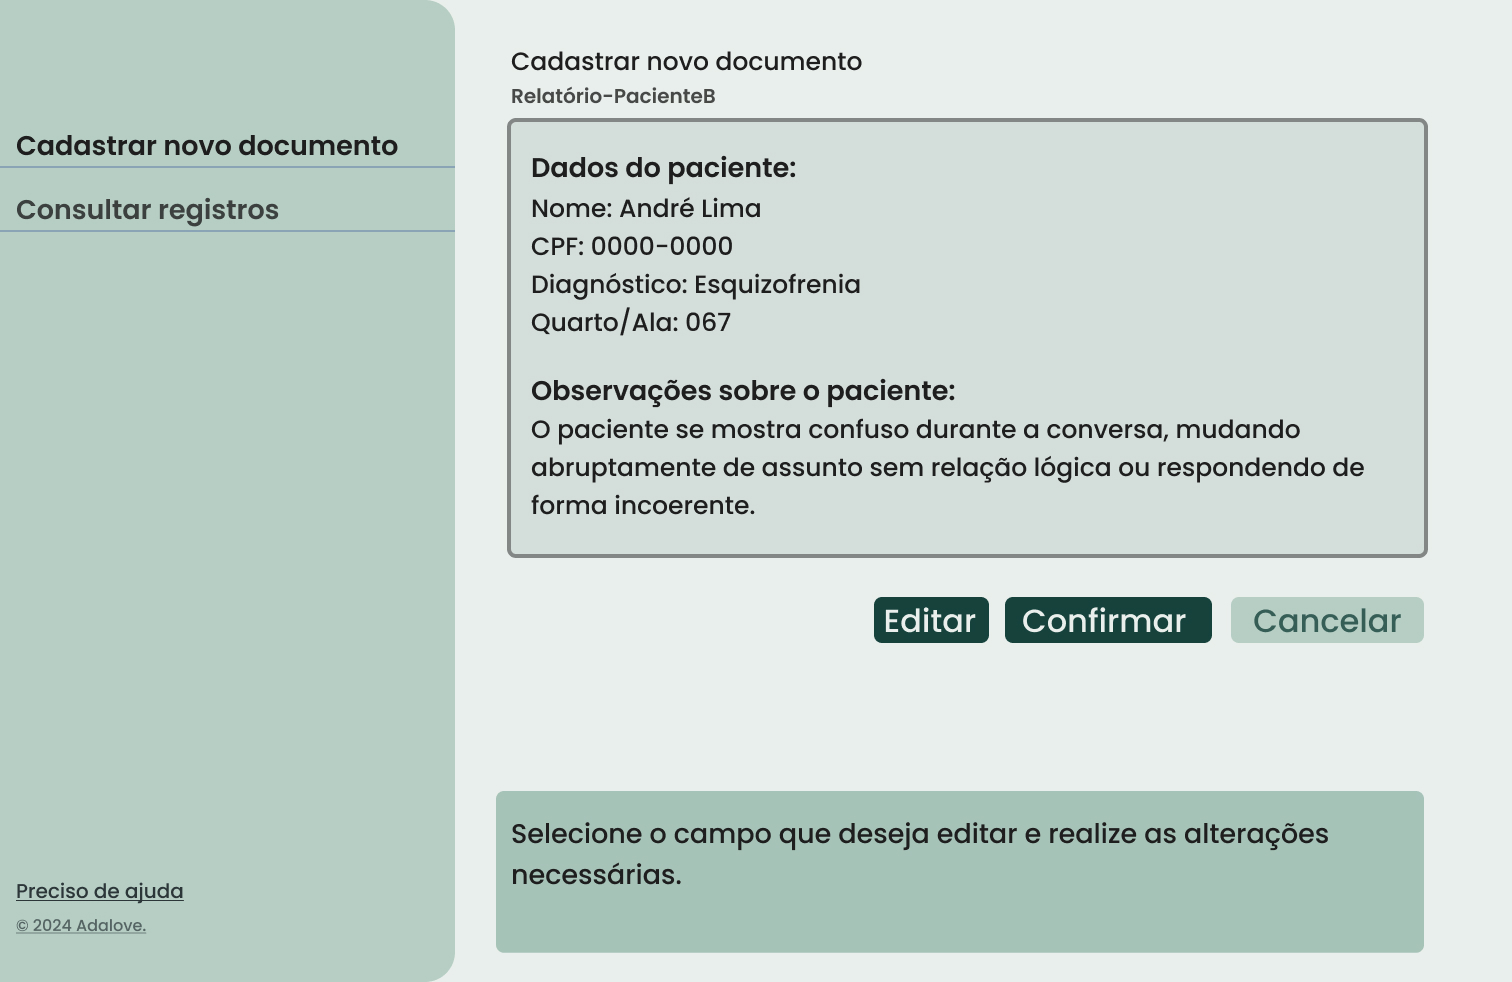 Cadastrar novo documento
Consultar registros
Preciso de ajuda
© 2024 Adalove.
Cadastrar novo documento
Relatório-PacienteB
Dados do paciente:
Nome: André Lima
CPF: 0000-0000
Diagnóstico: Esquizofrenia
Quarto/Ala: 067
Observações sobre o paciente:
O paciente se mostra confuso durante a conversa, mudando
abruptamente de assunto sem relação lógica ou respondendo de
forma incoerente.
Editar
Confirmar
Cancelar
Selecione o campo que deseja editar e realize as alterações
necessárias.